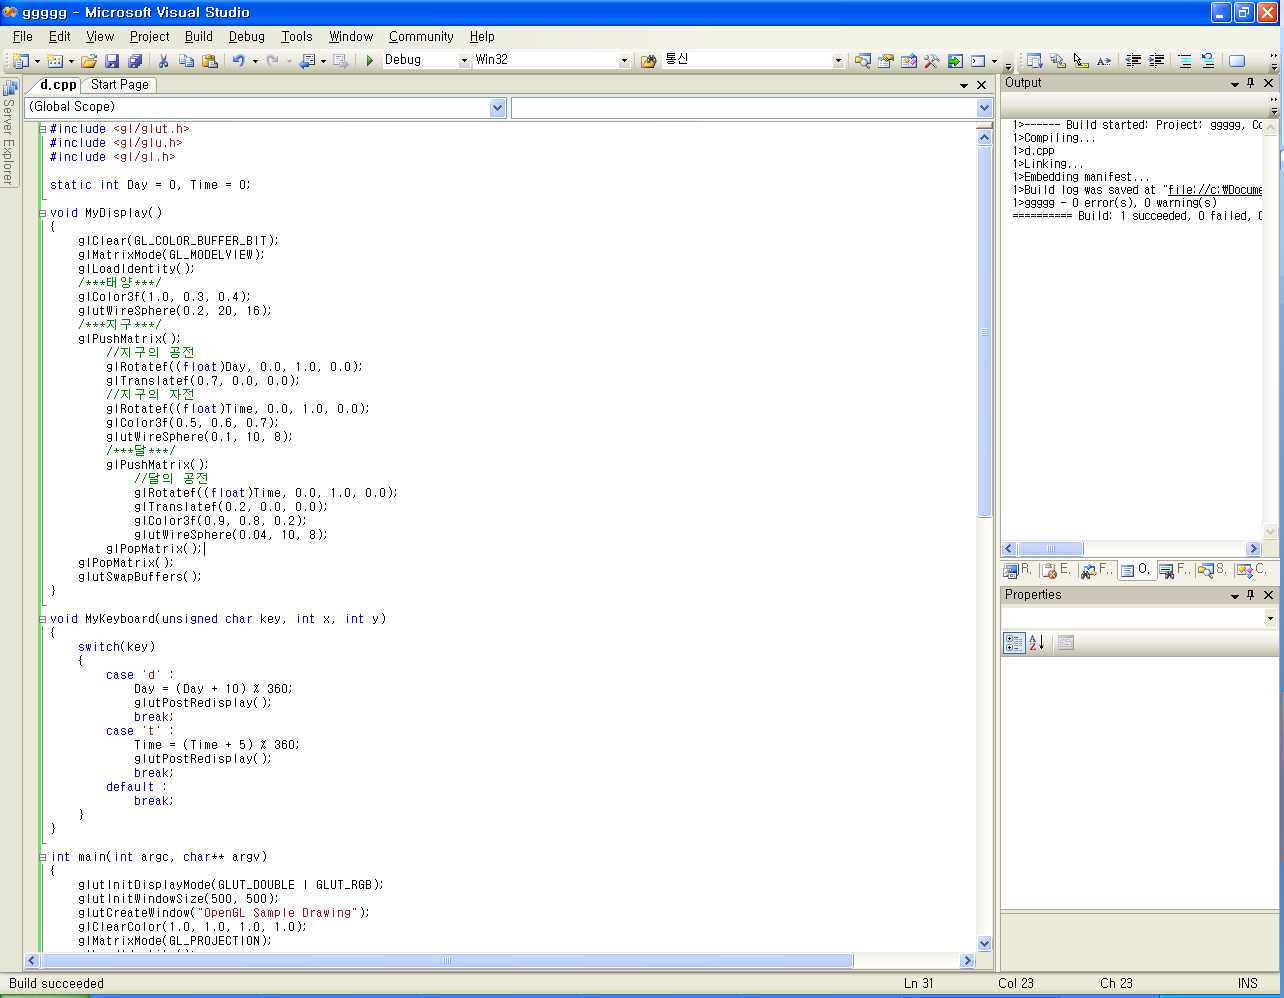 ggggg - Microsoft Visual Studio
File Edit View Project Build Debug Tools Window Community Help
Debug Win32 통신
d.cpp Start Page
(Global Scope)
Server Explorer
#include <gl/glut.h>
#include <gl/glu.h>
#include <gl/gl.h>
static int Day = 0, Time = 0;
void MyDisplay()
{
glClear(GL_COLOR_BUFFER_BIT);
glMatrixMode(GL_MODELVIEW);
glLoadIdentity();
/***태양***/
glColor3f(1.0, 0.3, 0.4);
glutWireSphere(0.2, 20, 16);
/***지구***/
glPushMatrix();
//지구의 공전
glRotatef((float)Day, 0.0, 1.0, 0.0);
glTranslatef(0.7, 0.0, 0.0);
//지구의 자전
glRotatef((float)Time, 0.0, 1.0, 0.0);
glColor3f(0.5, 0.6, 0.7);
glutWireSphere(0.1, 10, 8);
/***달***/
glPushMatrix();
//달의 공전
glRotatef((float)Time, 0.0, 1.0, 0.0);
glTranslatef(0.2, 0.0, 0.0);
glColor3f(0.9, 0.8, 0.2);
glutWireSphere(0.04, 10, 8);
glPopMatrix();
glPopMatrix();
glutSwapBuffers();
}
void MyKeyboard(unsigned char key, int x, int y)
{
switch(key)
{
case 'd' :
Day = (Day + 10) % 360;
glutPostRedisplay();
break;
case 't' :
Time = (Time + 5) % 360;
glutPostRedisplay();
break;
default :
break;
}
}
int main(int argc, char** argv)
{
glutInitDisplayMode(GLUT_DOUBLE | GLUT_RGB);
glutInitWindowSize(500, 500);
glutCreateWindow("OpenGL Sample Drawing");
glClearColor(1.0, 1.0, 1.0, 1.0);
glMatrixMode(GL_PROJECTION);
Output
1>------ Build started: Project: ggggg, Co
1>Compiling...
1>d.cpp
1>Linking...
1>Embedding manifest...
1>Build log was saved at "file://c:\Docume
1>ggggg - 0 error(s), 0 warning(s)
========== Build: 1 succeeded, 0 failed, 0
R. E. F.. O. F.. S. C.
Properties
Build succeeded Ln 31 Col 23 Ch 23 INS